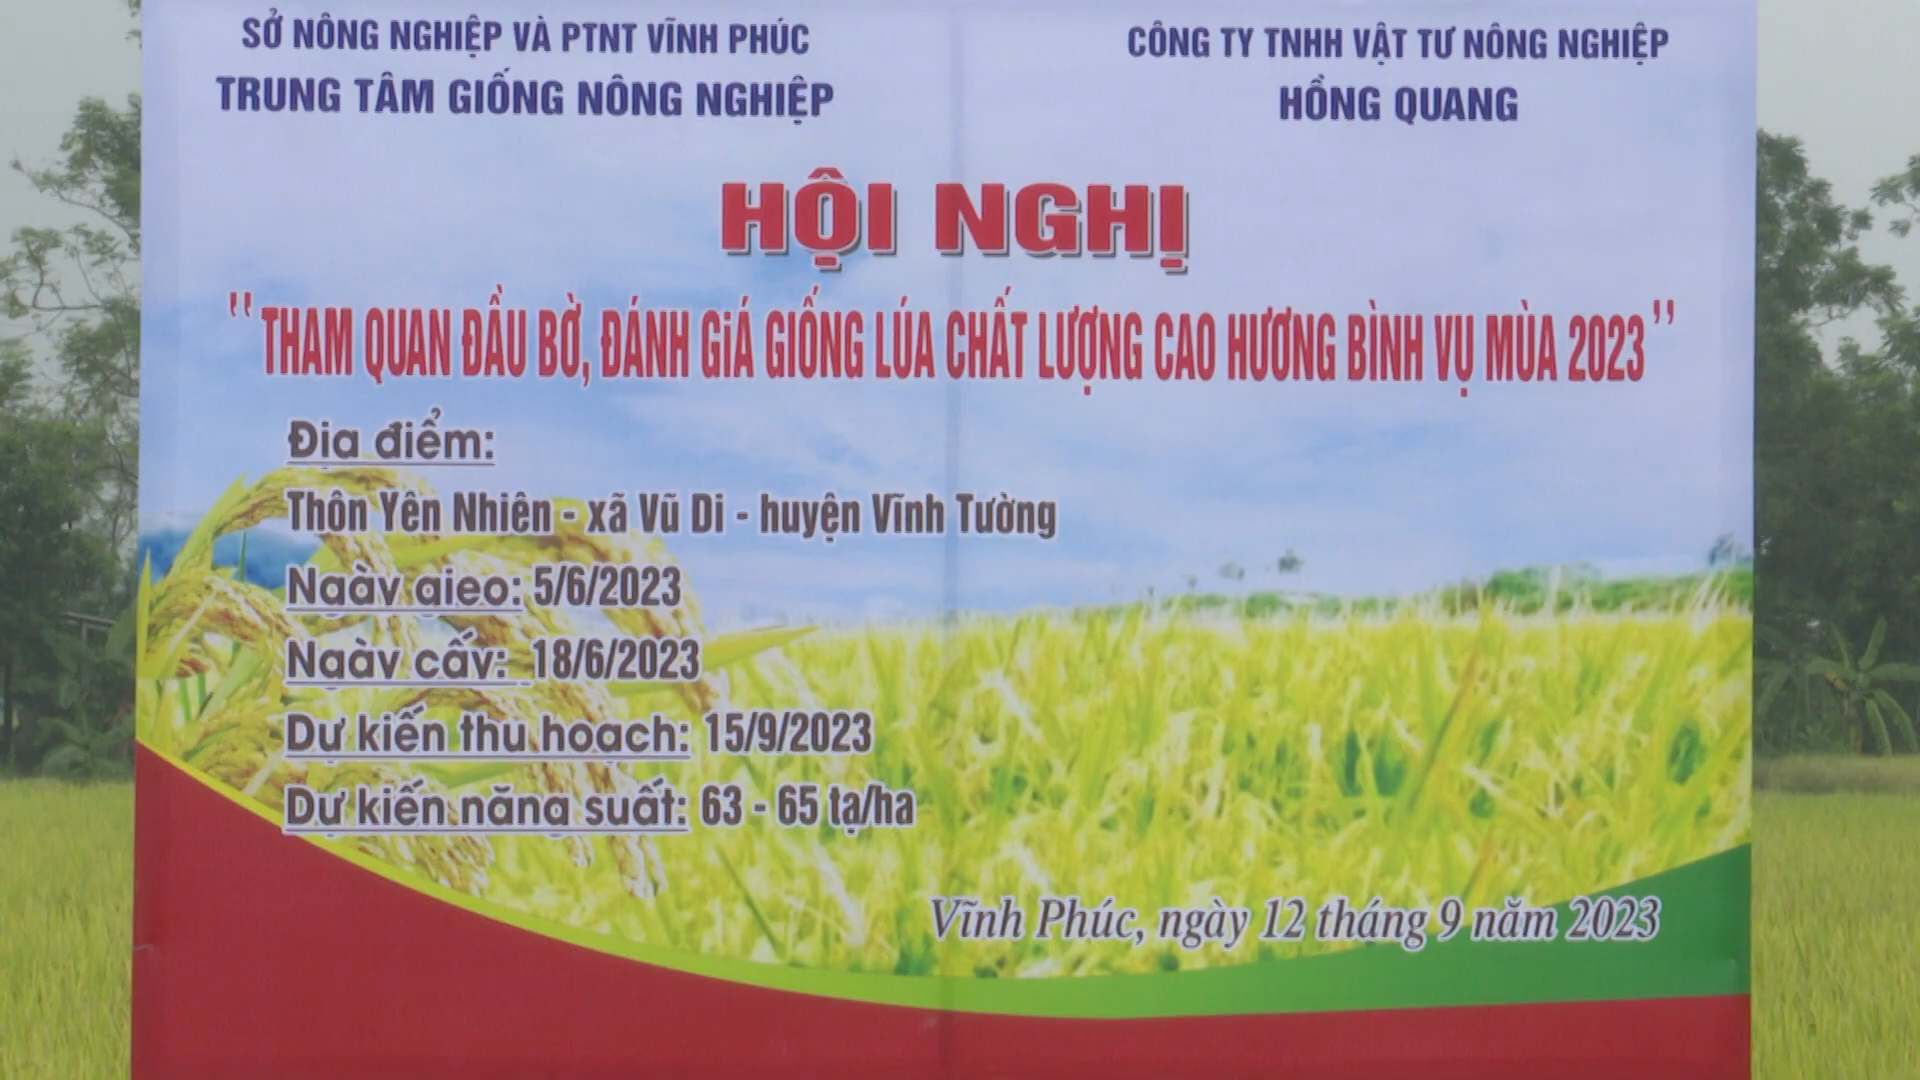 SỞ NÔNG NGHIỆP VÀ PTNT VĨNH PHÚC
TRUNG TÂM GIỐNG NÔNG NGHIỆP
CÔNG TY TNHH VẬT TƯ NÔNG NGHIỆP
HỒNG QUANG
HỘI NGHỊ
"THAM QUAN ĐẦU BỜ, ĐÁNH GiÁ GIỐNG LÚA CHẤT LƯỢNG CAO HƯƠNG BÌNH VỤ MÙA 2023"
Địa điểm:
Thôn Yên Nhiên - xã Vũ Di - huyện Vĩnh Tường
Ngày gieo: 5/6/2023
Ngày cấy: 18/6/2023
Dự kiến thu hoạch: 15/9/2023
Dự kiến năng suất: 63 - 65 tạ/ha
Vĩnh Phúc, ngày 12 tháng 9 năm 2023